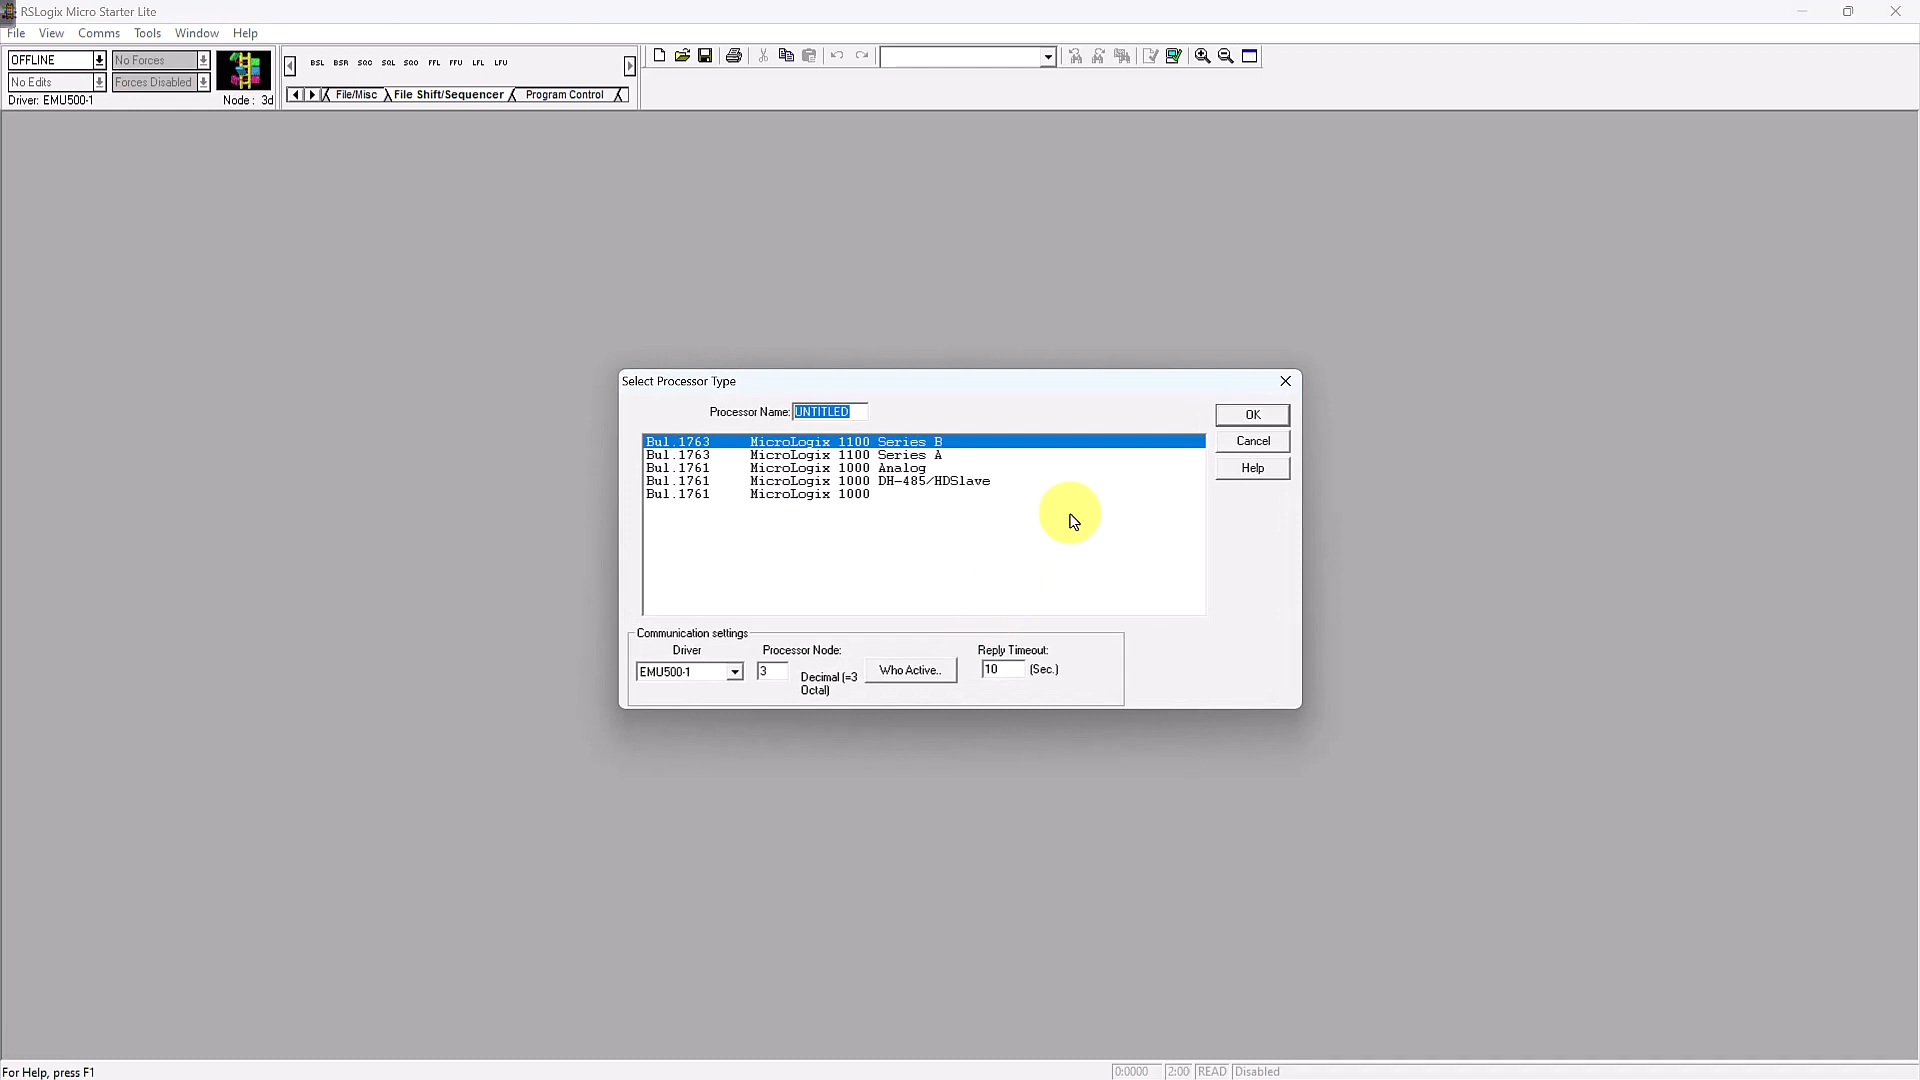 RSLogix Micro Starter Lite
File View Comms Tools Window Help
OFFLINE No Forces
No Edits Forces Disabled
Driver: EMU500-1 Node : 3d
BSL BSR SQC SQL SQO FFL FFU LFL LFU
File/Misc File Shift/Sequencer Program Control
Select Processor Type
Processor Name: UNTITLED
OK
Cancel
Help
Bul.1763 MicroLogix 1100 Series B
Bul.1763 MicroLogix 1100 Series A
Bul.1761 MicroLogix 1000 Analog
Bul.1761 MicroLogix 1000 DH-485/HDSlave
Bul.1761 MicroLogix 1000
Communication settings
Driver Processor Node: Reply Timeout:
EMU500-1 3 Decimal (=3 Octal) Who Active.. 10 (Sec.)
For Help, press F1 0:0000 2:00 READ Disabled